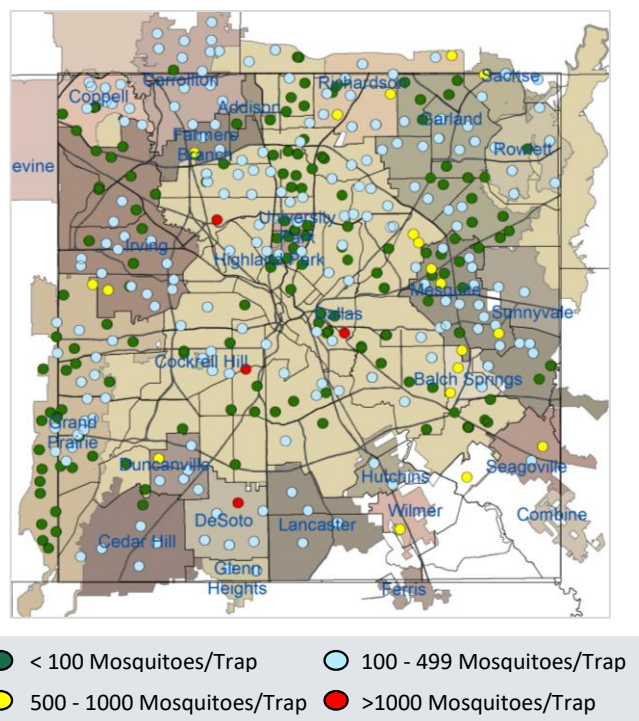 Carrollton
Sachse
Richardson
Coppell
Addison
Garland
Farmers
Branch
Rowlett
evine
University
Park
Irving
Highland Park
Mesquite
Dallas
Sunnyvale
Cockrell Hill
Balch Springs
Grand
Prairie
Duncanville
Hutchins
Seagoville
DeSoto
Lancaster
Wilmer
Combine
Cedar Hill
Glenn
Heights
Ferris
< 100 Mosquitoes/Trap
100 - 499 Mosquitoes/Trap
500 - 1000 Mosquitoes/Trap
>1000 Mosquitoes/Trap